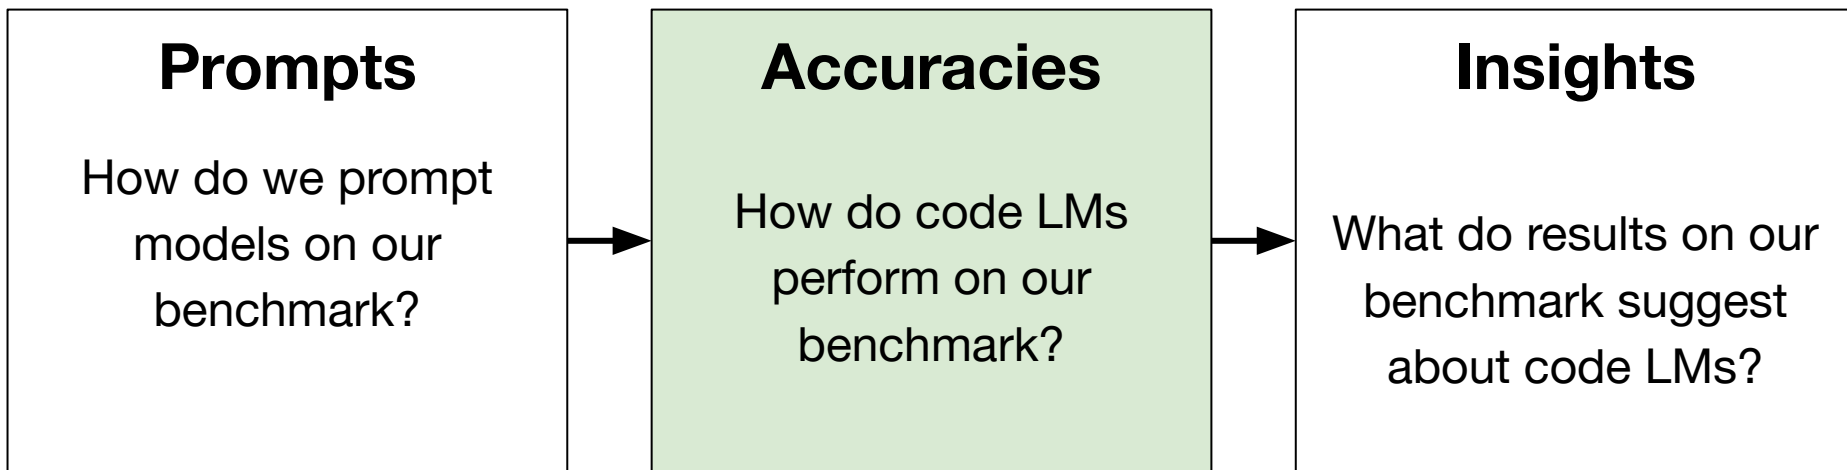 Prompts
How do we prompt
models on our
benchmark?
Accuracies
How do code LMs
perform on our
benchmark?
Insights
What do results on our
benchmark suggest
about code LMs?